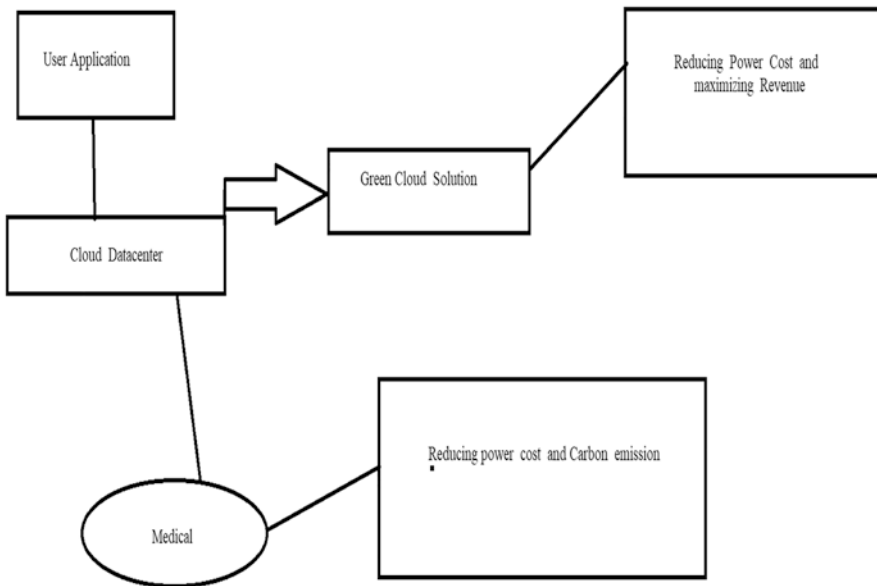 User Application
Reducing Power Cost and
maximizing Revenue
Green Cloud Solution
Cloud Datacenter
Reducing power cost and Carbon emission
Medical